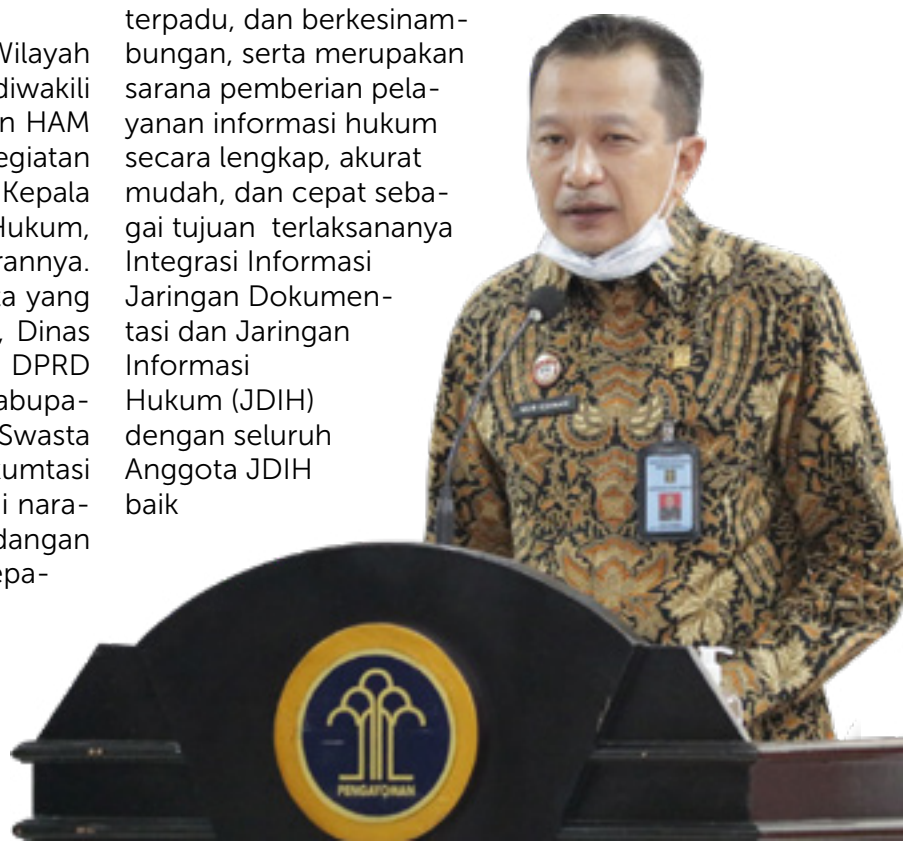 Wilayah
diwakili
n HAM
egiatan
Kepala
Hukum,
rannya.
ta yang
, Dinas
DPRD
abupa-
Swasta
umtasi
i nara-
dangan
epa-
terpadu, dan berkesinam-
bungan, serta merupakan
sarana pemberian pela-
yanan informasi hukum
secara lengkap, akurat
mudah, dan cepat seba-
gai tujuan terlaksananya
Integrasi Informasi
Jaringan Dokumen-
tasi dan Jaringan
Informasi
Hukum (JDIH)
dengan seluruh
Anggota JDIH
baik
PENGAYOMAN